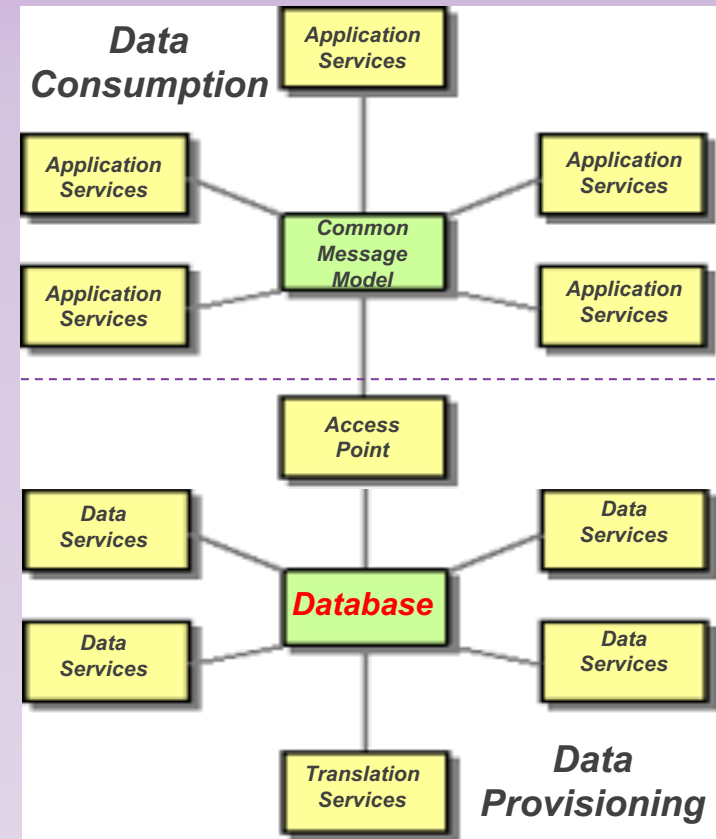 Data
Consumption
Application
Services
Application
Services
Application
Services
Common
Message
Model
Application
Services
Application
Services
Access
Point
Data
Services
Data
Services
Database
Data
Services
Data
Services
Translation
Services
Data
Provisioning